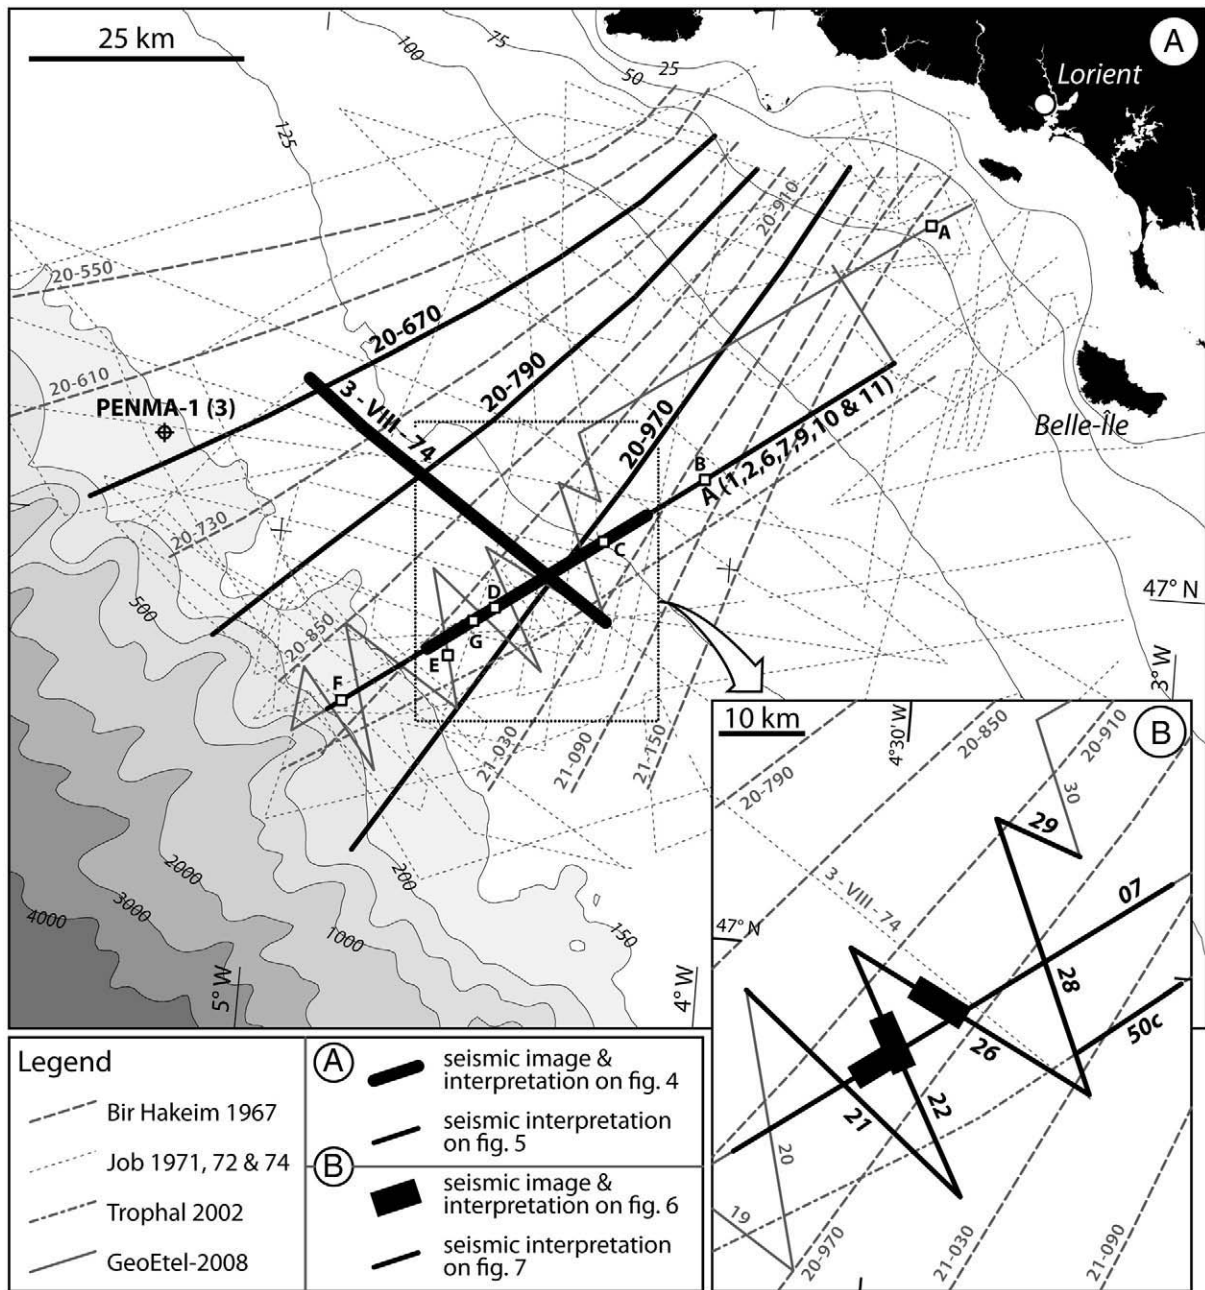 25 km
75
100
50
25
A
Lorient
125
20-910
A
20-550
20-670
20-610
20-790
PENMA-1 (3)
3 - VIII - 74
20-970
Belle-Île
B
A (1,2,6,7,9,10 & 11)
20-730
C
47° N
500
D
G
20-850
E
F
3° W
21-030
21-090
21-150
2000
200
3000
4000
1000
150
5° W
4° W
10 km
4°30' W
B
20-850
20-910
20-790
30
29
3 - VIII - 74
07
47° N
28
50c
26
22
21
20
19
20-970
21-030
21-090
Legend
Bir Hakeim 1967
Job 1971, 72 & 74
Trophal 2002
GeoEtel-2008
A
seismic image &
interpretation on fig. 4
seismic interpretation
on fig. 5
B
seismic image &
interpretation on fig. 6
seismic interpretation
on fig. 7